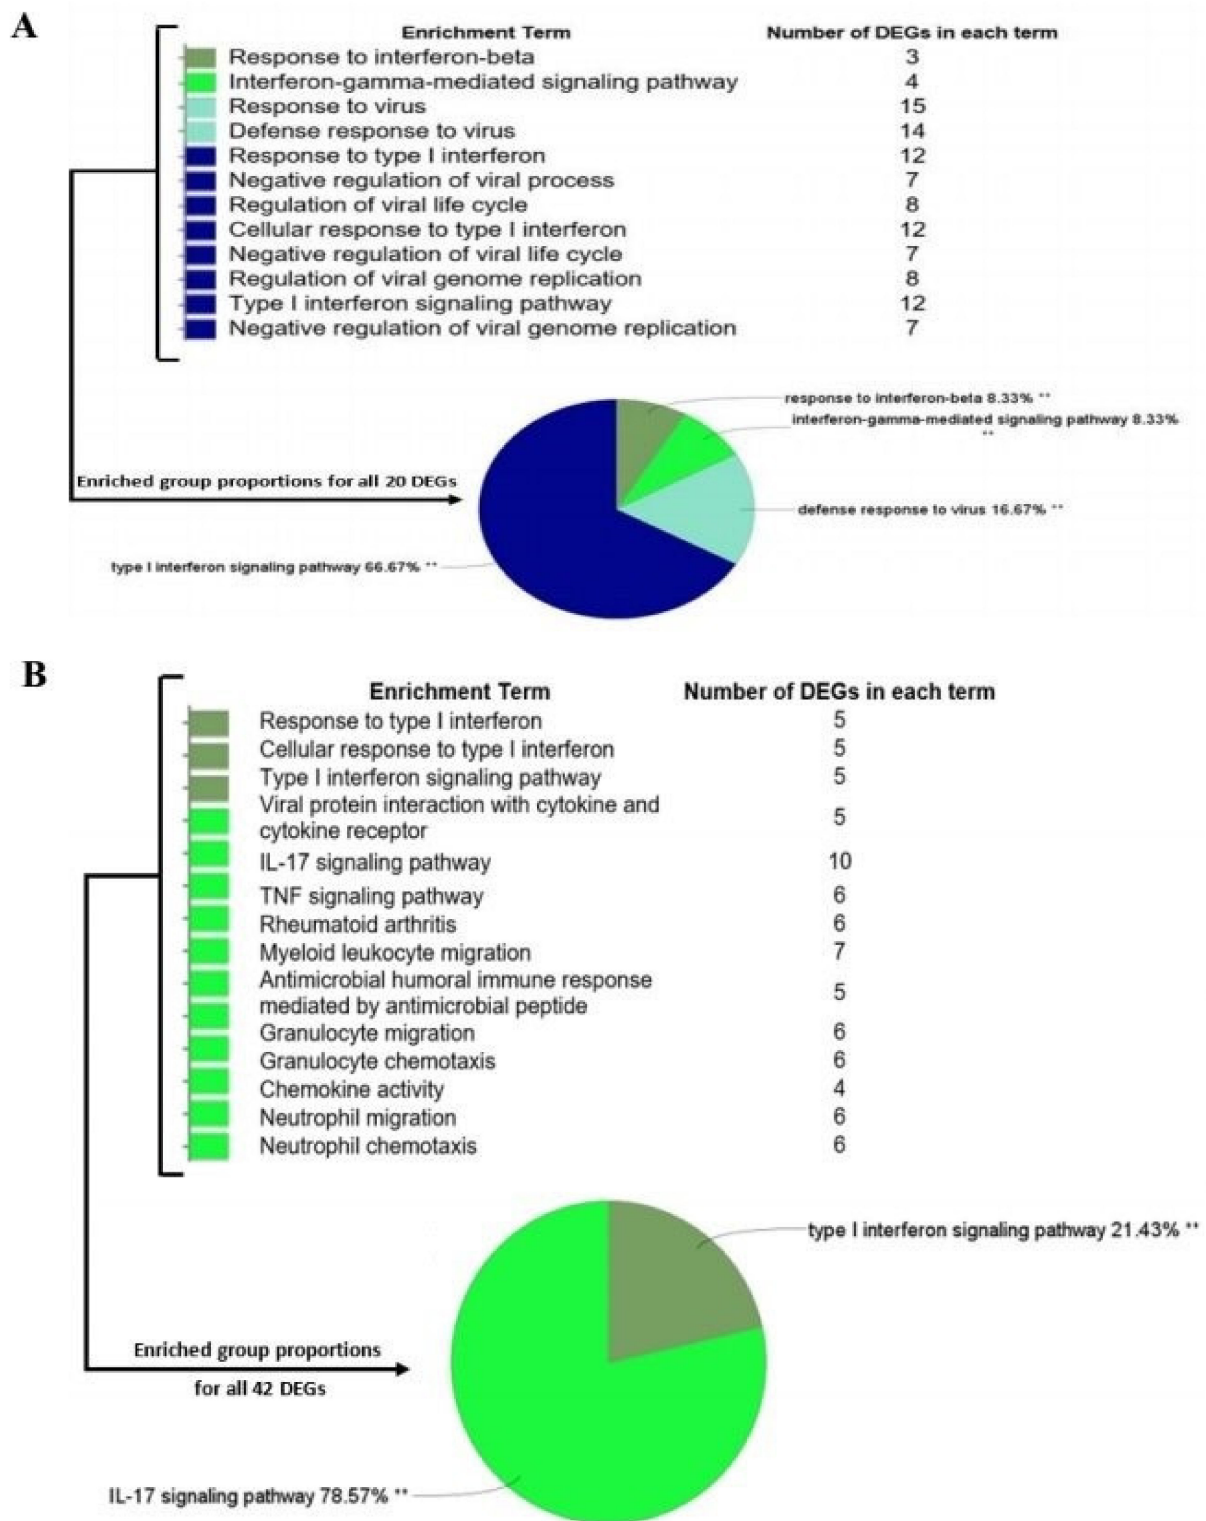 A
Enrichment Term Number of DEGs in each term
Response to interferon-beta 3
Interferon-gamma-mediated signaling pathway 4
Response to virus 15
Defense response to virus 14
Response to type I interferon 12
Negative regulation of viral process 7
Regulation of viral life cycle 8
Cellular response to type I interferon 12
Negative regulation of viral life cycle 7
Regulation of viral genome replication 8
Type I interferon signaling pathway 12
Negative regulation of viral genome replication 7
response to interferon-beta 8.33% **
interferon-gamma-mediated signaling pathway 8.33%
**
Enriched group proportions for all 20 DEGs
defense response to virus 16.67% **
type I interferon signaling pathway 66.67% **
B
Enrichment Term Number of DEGs in each term
Response to type I interferon 5
Cellular response to type I interferon 5
Type I interferon signaling pathway 5
Viral protein interaction with cytokine and
cytokine receptor 5
IL-17 signaling pathway 10
TNF signaling pathway 6
Rheumatoid arthritis 6
Myeloid leukocyte migration 7
Antimicrobial humoral immune response
mediated by antimicrobial peptide 5
Granulocyte migration 6
Granulocyte chemotaxis 6
Chemokine activity 4
Neutrophil migration 6
Neutrophil chemotaxis 6
type I interferon signaling pathway 21.43% **
Enriched group proportions
for all 42 DEGs
IL-17 signaling pathway 78.57% **